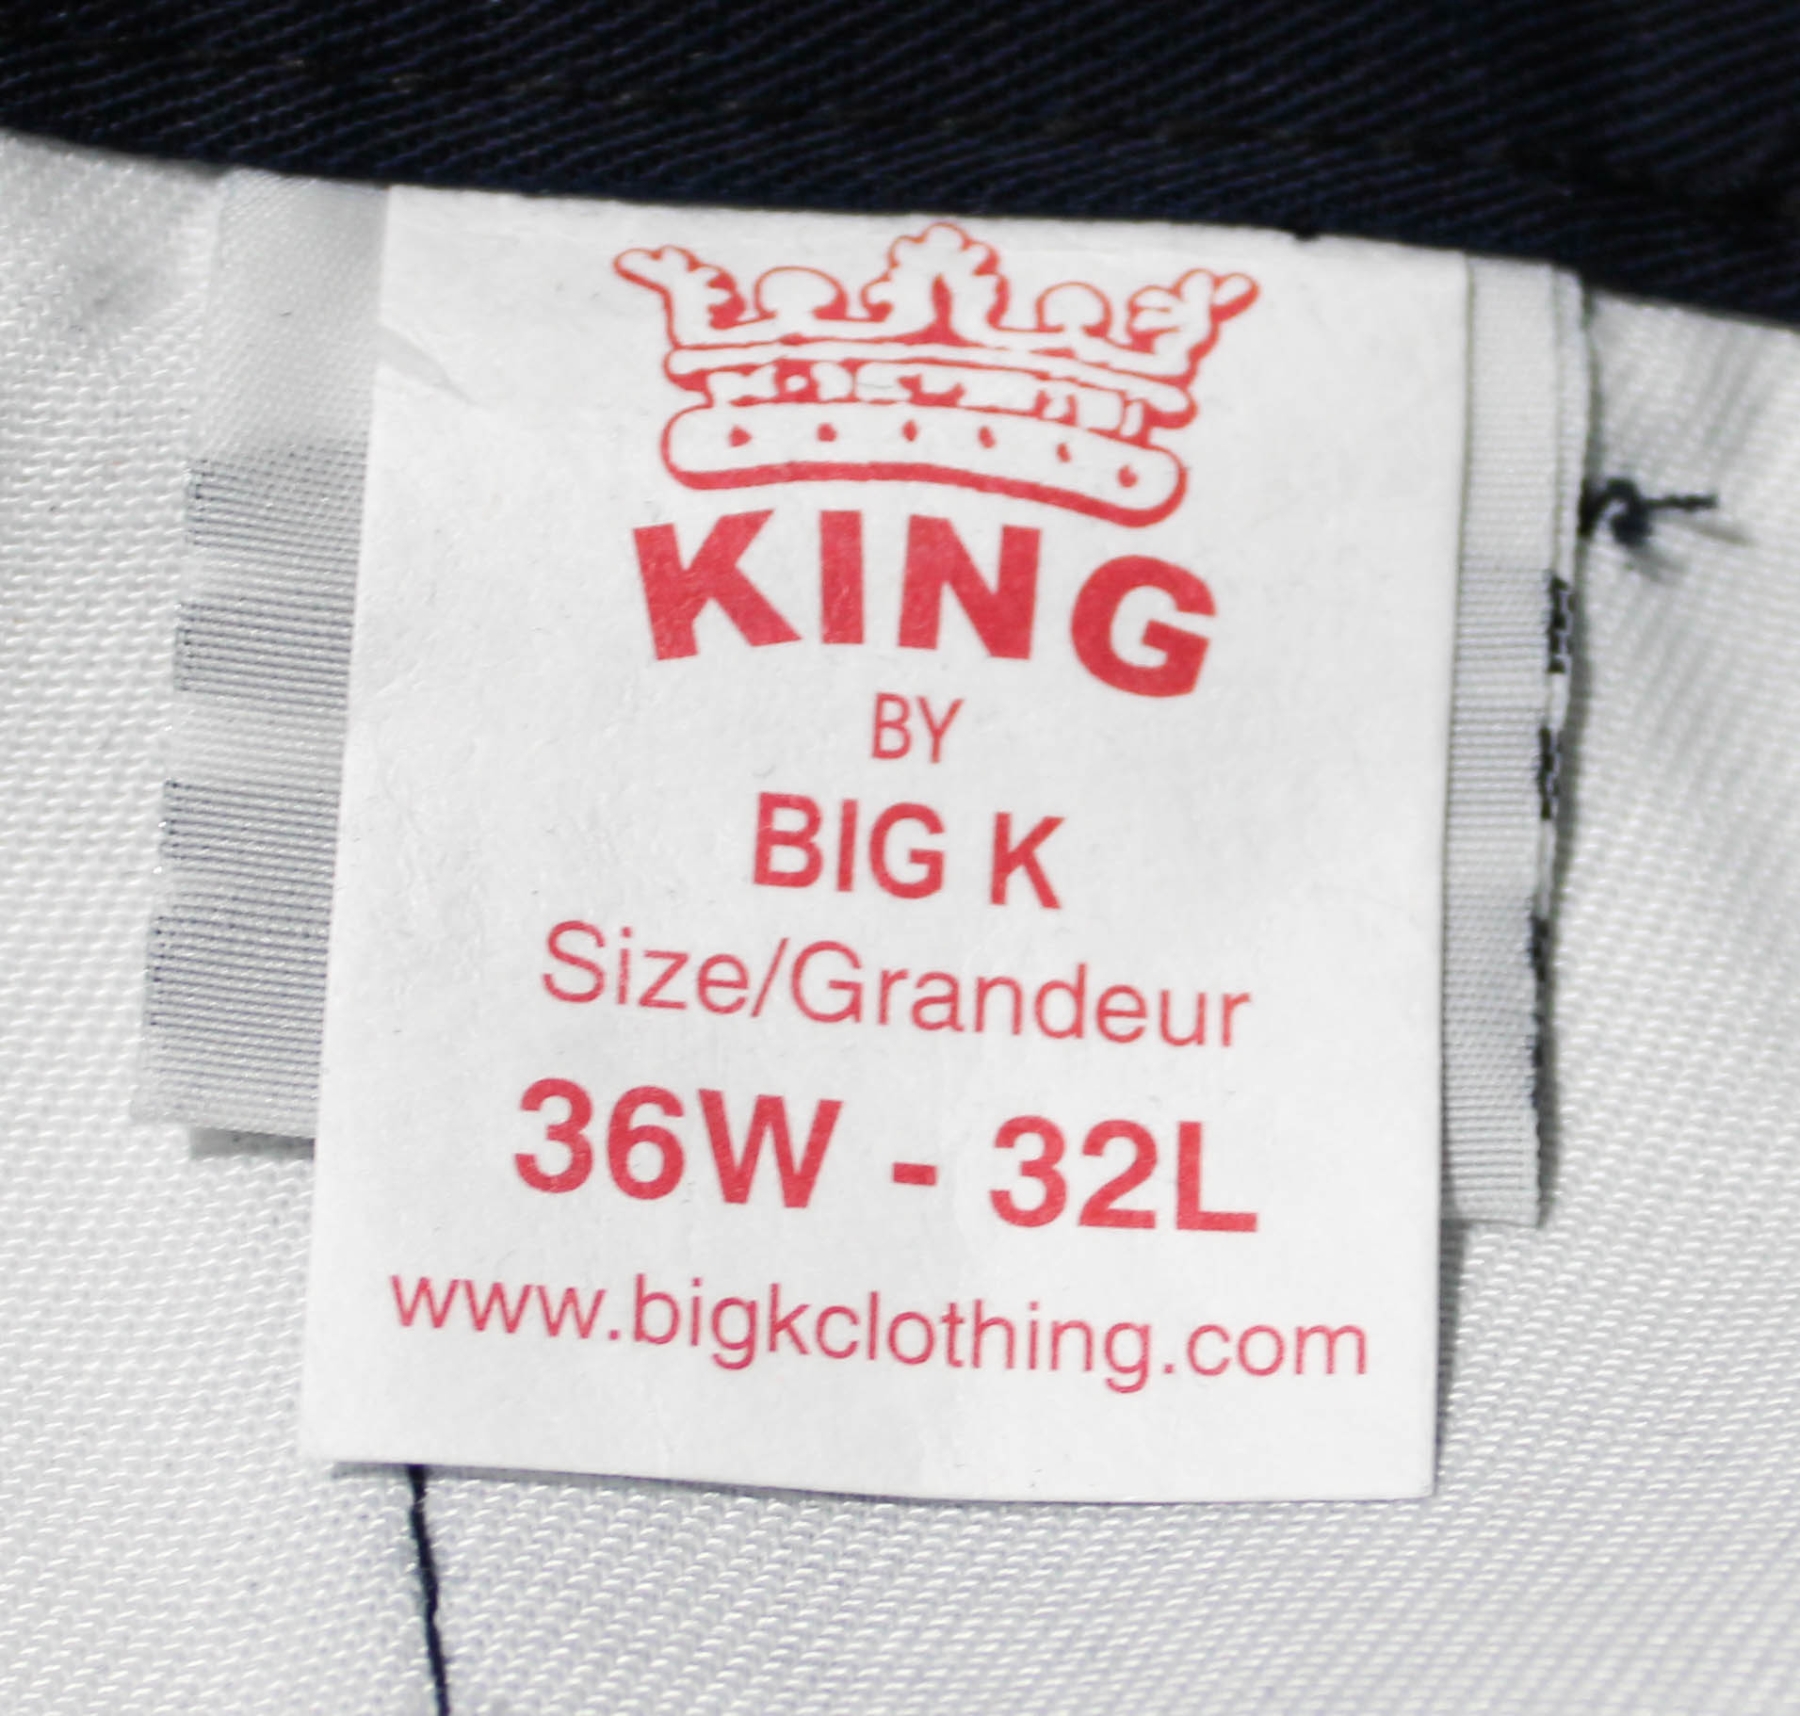 KING
BY
BIG K
Size/Grandeur
36W - 32L
www.bigkclothing.com